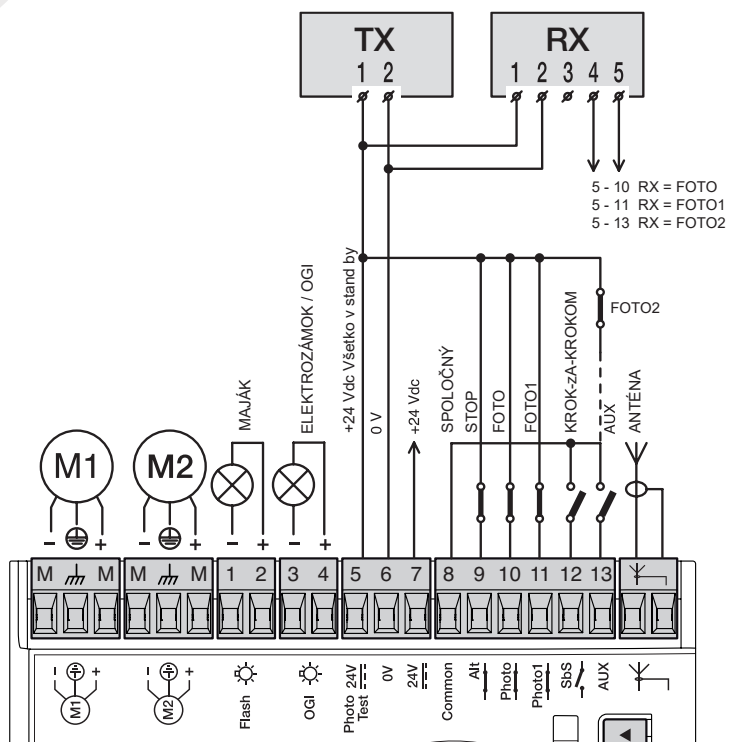 TX
1 2
RX
1 2 3 4 5
5 - 10 RX = FOTO
5 - 11 RX = FOTO1
5 - 13 RX = FOTO2
MAJÁK
ELEKTROZÁMOK / OGI
+24 Vdc Všetko v stand by
0 V
+24 Vdc
SPOLOČNÝ
STOP
FOTO
FOTO1
KROK-zA-KROKOM
AUX
FOTO2
ANTÉNA
M1
M2
- +
- +
- +
- +
M M M M 1 2 3 4 5 6 7 8 9 10 11 12 13
- +
M1
- +
M2
Flash
OGI
Photo 24V
Test
0V
24V
Common
Alt
Photo
Photo1
SbS
AUX